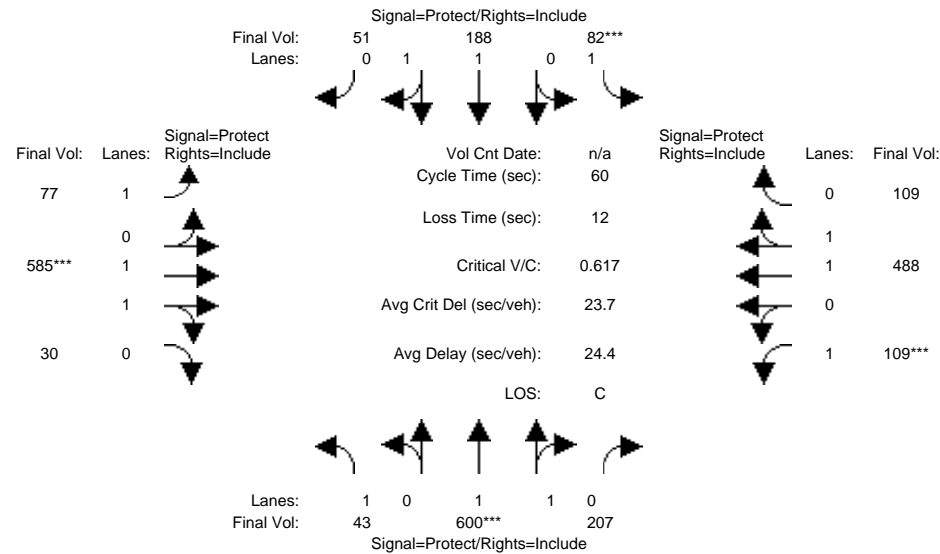 Signal=Protect/Rights=Include
Final Vol: 51 188 82***
Lanes: 0 1 1 0 1
Signal=Protect
Final Vol: Lanes: Rights=Include
Vol Cnt Date: n/a
Signal=Protect
Rights=Include Lanes: Final Vol:
77 1
Cycle Time (sec): 60
0 109
0
Loss Time (sec): 12
1
585*** 1
Critical V/C: 0.617
1 488
1
Avg Crit Del (sec/veh): 23.7
0
30 0
Avg Delay (sec/veh): 24.4
1 109***
LOS: C
Lanes: 1 0 1 1 0
Final Vol: 43 600*** 207
Signal=Protect/Rights=Include